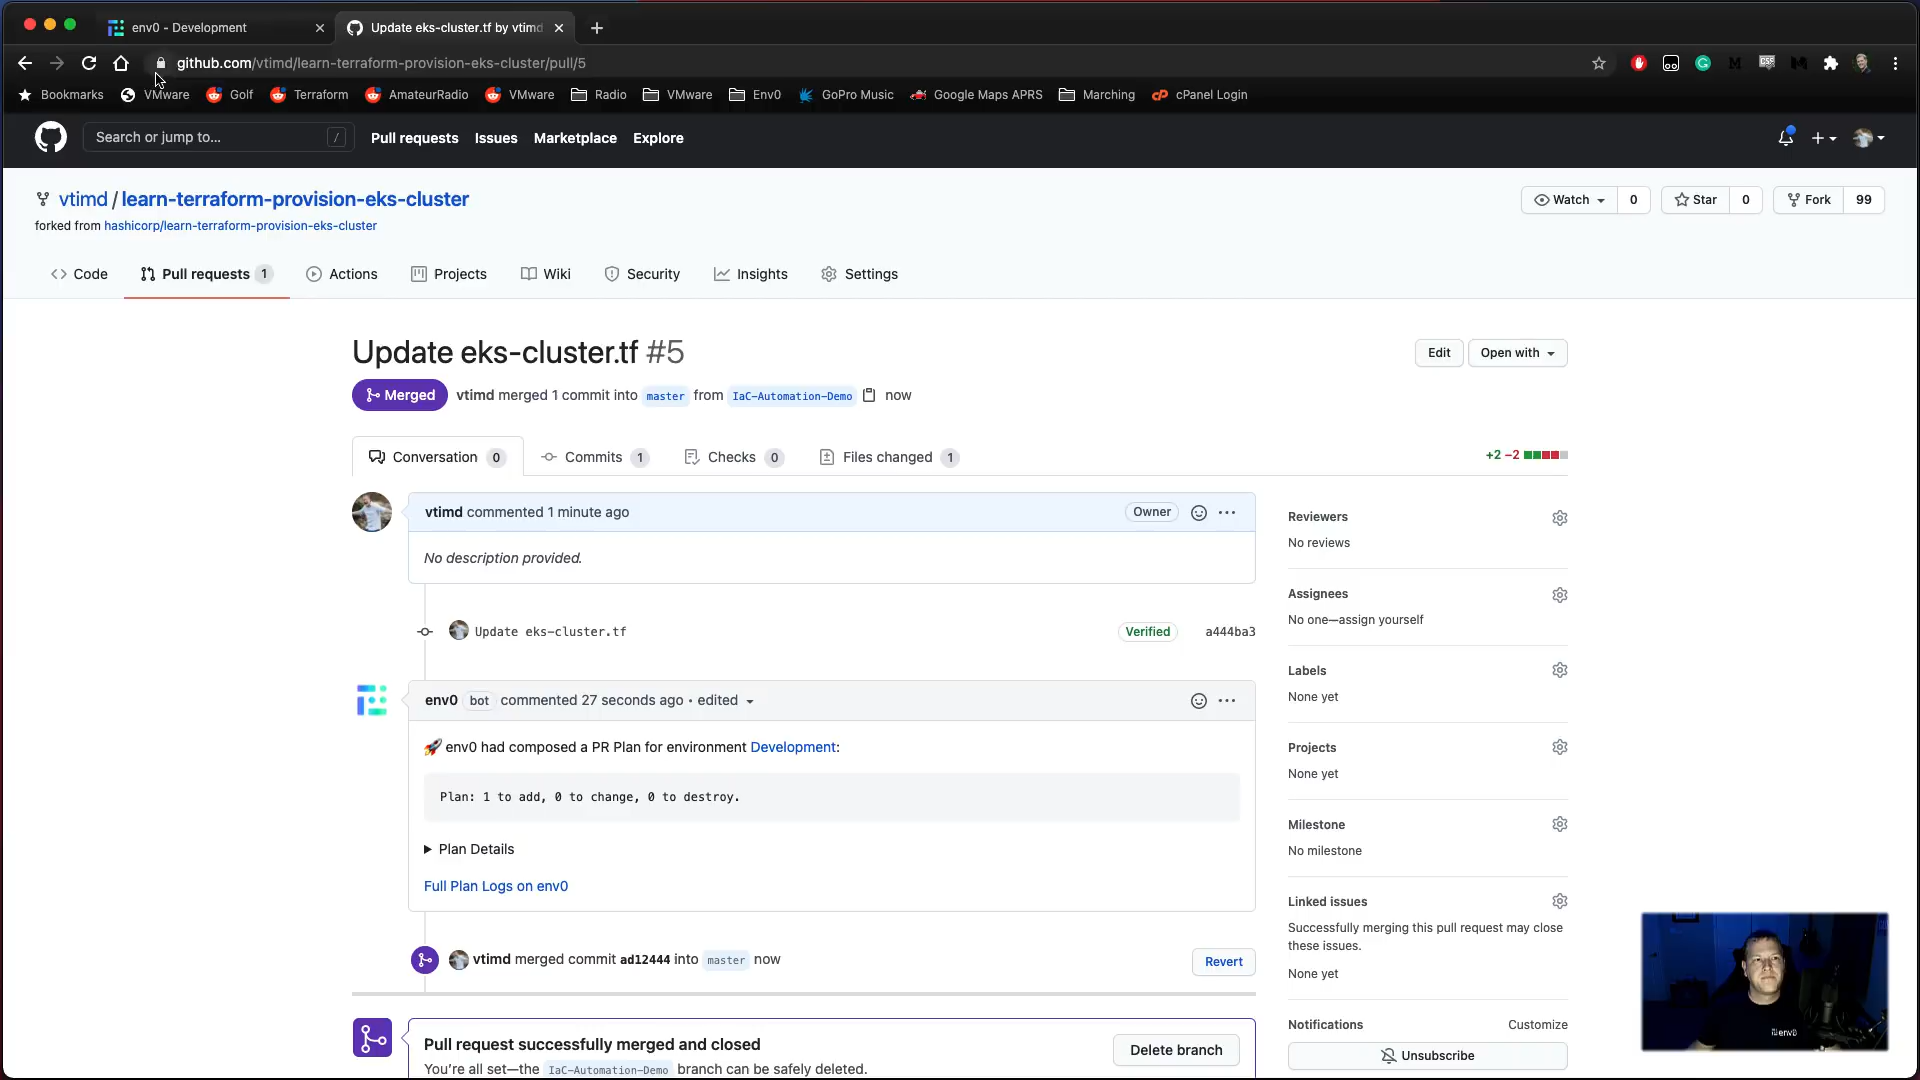 env0 - Development
Update eks-cluster.tf by vtimd
github.com/vtimd/learn-terraform-provision-eks-cluster/pull/5
Bookmarks VMware Golf Terraform AmateurRadio VMware Radio VMware Env0 GoPro Music Google Maps APRS Marching cPanel Login
Search or jump to... /
Pull requests Issues Marketplace Explore
vtimd / learn-terraform-provision-eks-cluster
Watch 0 Star 0 Fork 99
forked from hashicorp/learn-terraform-provision-eks-cluster
Code Pull requests 1 Actions Projects Wiki Security Insights Settings
Update eks-cluster.tf #5
Edit Open with
Merged vtimd merged 1 commit into master from IaC-Automation-Demo now
Conversation 0 Commits 1 Checks 0 Files changed 1
+2 −2
vtimd commented 1 minute ago
Owner
No description provided.
Update eks-cluster.tf
Verified a444ba3
env0 bot commented 27 seconds ago • edited
env0 had composed a PR Plan for environment Development:
Plan: 1 to add, 0 to change, 0 to destroy.
Plan Details
Full Plan Logs on env0
vtimd merged commit ad12444 into master now
Revert
Pull request successfully merged and closed
You're all set—the IaC-Automation-Demo branch can be safely deleted.
Delete branch
Reviewers
No reviews
Assignees
No one—assign yourself
Labels
None yet
Projects
None yet
Milestone
No milestone
Linked issues
Successfully merging this pull request may close
these issues.
None yet
Notifications Customize
Unsubscribe
env0